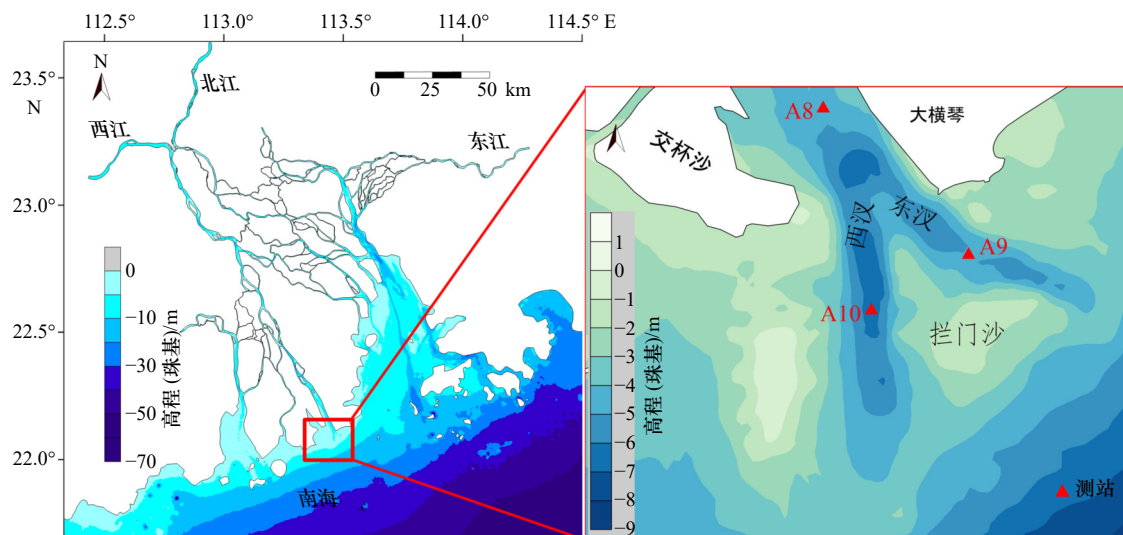 112.5° 113.0° 113.5° 114.0° 114.5° E
23.5°
N
23.0°
22.5°
22.0°
N
0 25 50 km
北江
西江
东江
南海
0
−10
−30
−50
−70
高程 (珠基)/m
A8
大横琴
交杯沙
西汊
东汊
A9
A10
拦门沙
1
0
−1
−2
−3
−4
−5
−6
−7
−8
−9
高程 (珠基)/m
测站